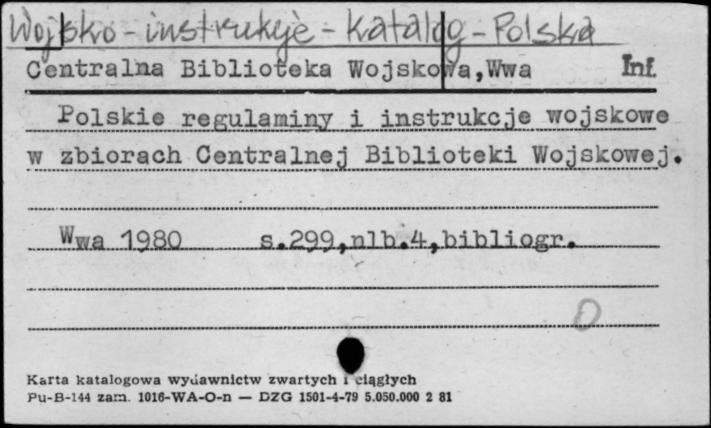 Wojsko - instrukcje - katalog - Polska
Centralna Biblioteka Wojskowa,Wwa Inf.
Polskie regulaminy i instrukcje wojskowe
w zbiorach Centralnej Biblioteki Wojskowej.
Wwa 1980 s.299,nlb.4,bibliogr.
O
Karta katalogowa wydawnictw zwartych i ciągłych
Pu-B-144 zam. 1016-WA-O-n — DZG 1501-4-79 5.050.000 2 81